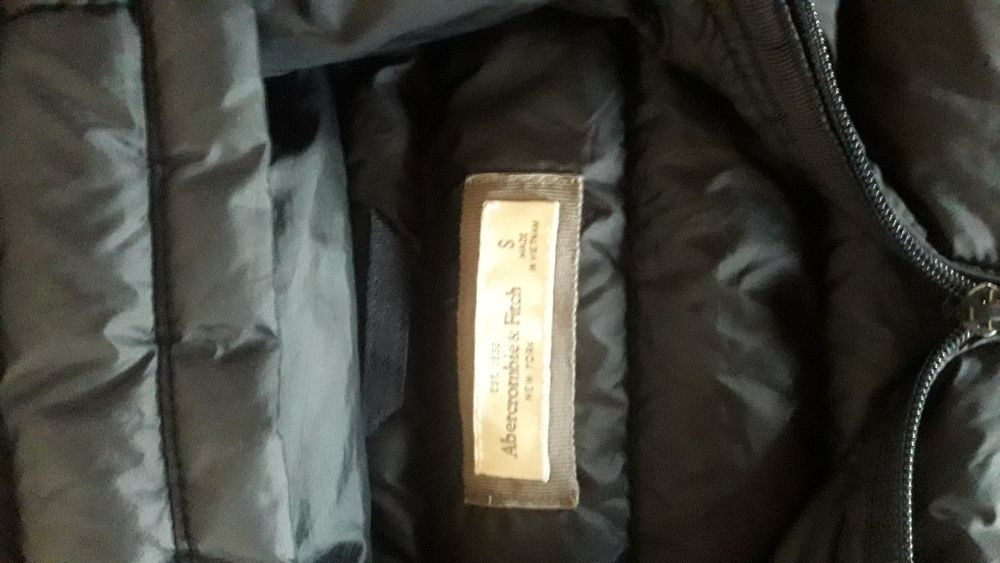 EST. 1892
Abercrombie & Fitch
NEW YORK
S
MADE
IN VIETNAM